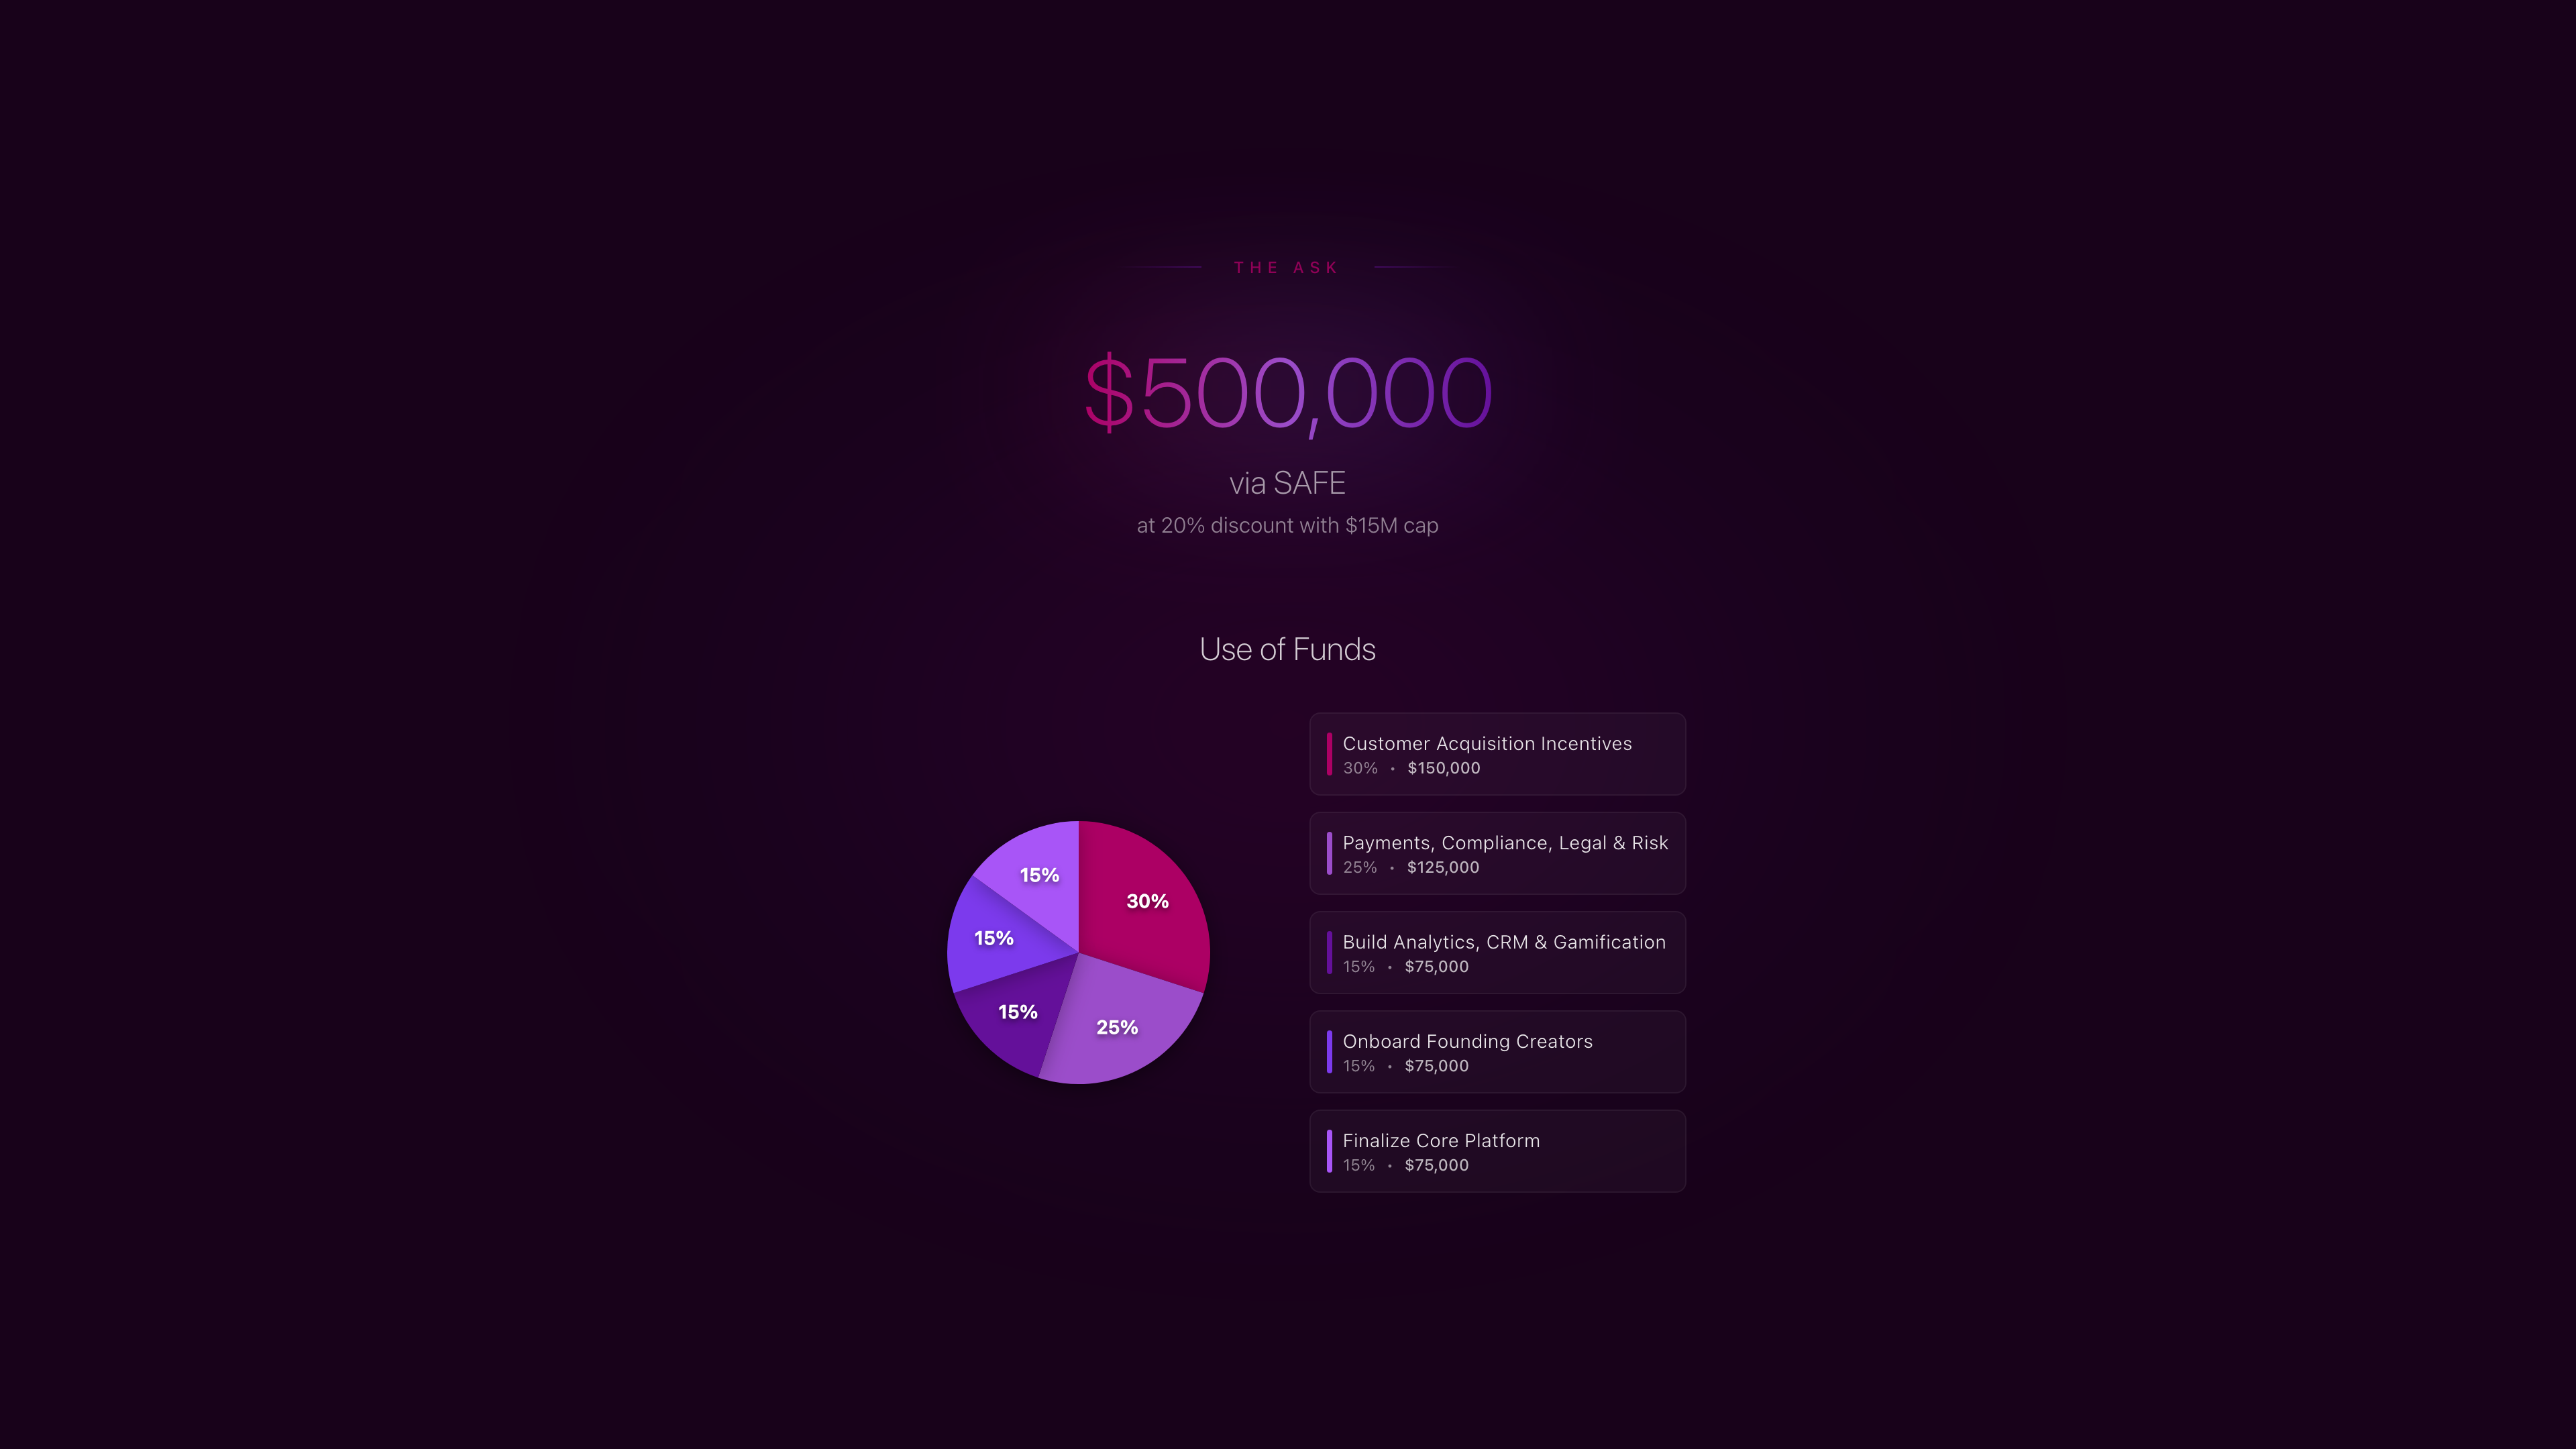 THE ASK
$500,000
via SAFE
at 20% discount with $15M cap
Use of Funds
15%
30%
15%
15%
25%
Customer Acquisition Incentives
30% • $150,000
Payments, Compliance, Legal & Risk
25% • $125,000
Build Analytics, CRM & Gamification
15% • $75,000
Onboard Founding Creators
15% • $75,000
Finalize Core Platform
15% • $75,000